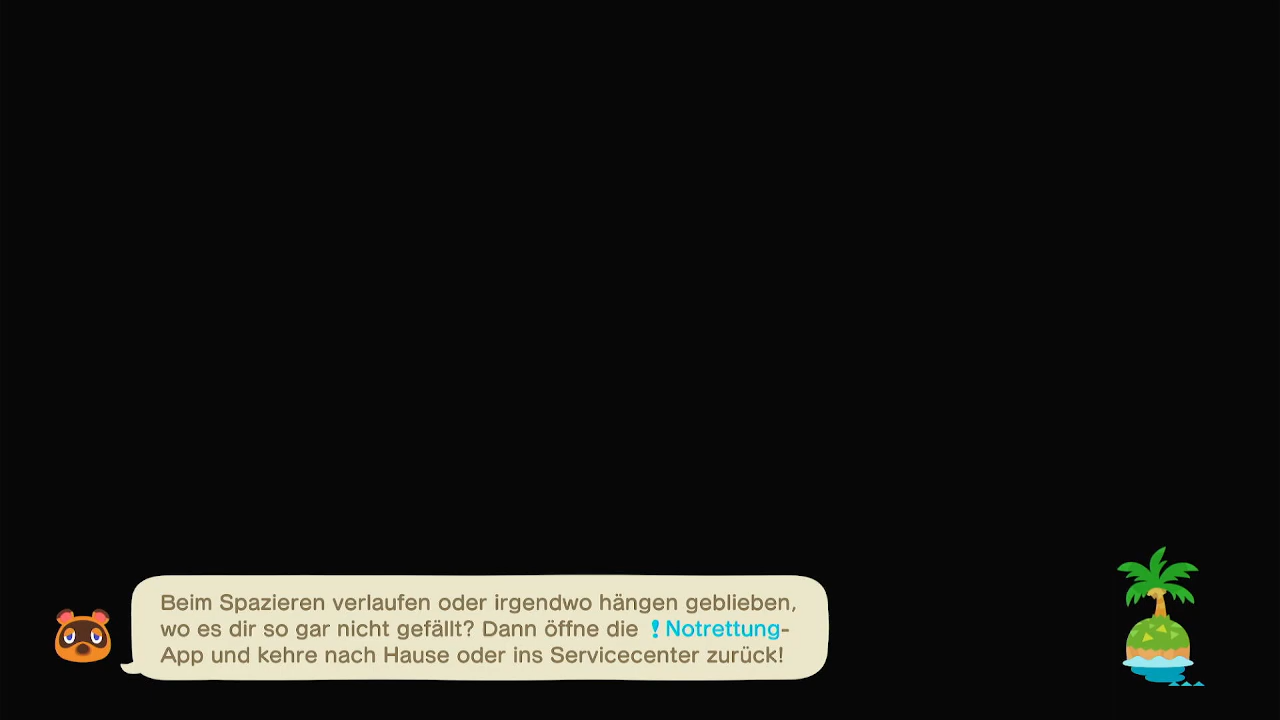 Beim Spazieren verlaufen oder irgendwo hängen geblieben,
wo es dir so gar nicht gefällt? Dann öffne die ! Notrettung-
App und kehre nach Hause oder ins Servicecenter zurück!